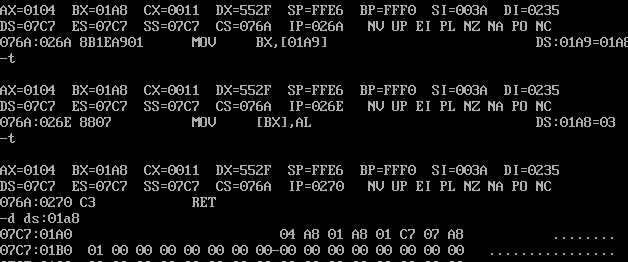 AX=0104  BX=01A8  CX=0011  DX=552F  SP=FFE6  BP=FFF0  SI=003A  DI=0235
DS=07C7  ES=07C7  SS=07C7  CS=076A  IP=026A   NV UP EI PL NZ NA PO NC
076A:026A 8B1EA901      MOV     BX,[01A9]                          DS:01A9=01A8
-t
AX=0104  BX=01A8  CX=0011  DX=552F  SP=FFE6  BP=FFF0  SI=003A  DI=0235
DS=07C7  ES=07C7  SS=07C7  CS=076A  IP=026E   NV UP EI PL NZ NA PO NC
076A:026E 8807          MOV     [BX],AL                            DS:01A8=03
-t
AX=0104  BX=01A8  CX=0011  DX=552F  SP=FFE6  BP=FFF0  SI=003A  DI=0235
DS=07C7  ES=07C7  SS=07C7  CS=076A  IP=0270   NV UP EI PL NZ NA PO NC
076A:0270 C3            RET
-d ds:01a8
07C7:01A0                          04 A8 01 A8 01 C7 07 A8           ........
07C7:01B0  01 00 00 00 00 00 00 00-00 00 00 00 00 00 00 00   ................